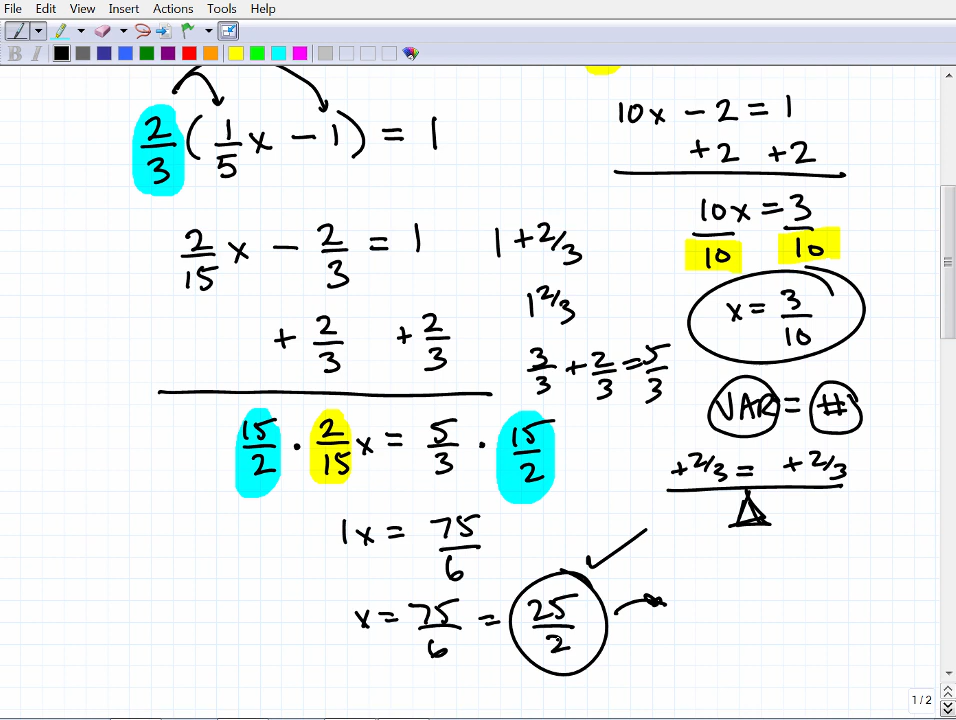 File Edit View Insert Actions Tools Help
B I
2/3 ( 1/5 x − 1 ) = 1
2/15 x − 2/3 = 1
+ 2/3 + 2/3
15/2 · 2/15 x = 5/3 · 15/2
1x = 75/6
x = 75/6 = 25/2
1 + 2/3
1 2/3
3/3 + 2/3 = 5/3
10x − 2 = 1
+2 +2
10x = 3
10 10
x = 3/10
VAR = #
+2/3 = +2/3
1 / 2